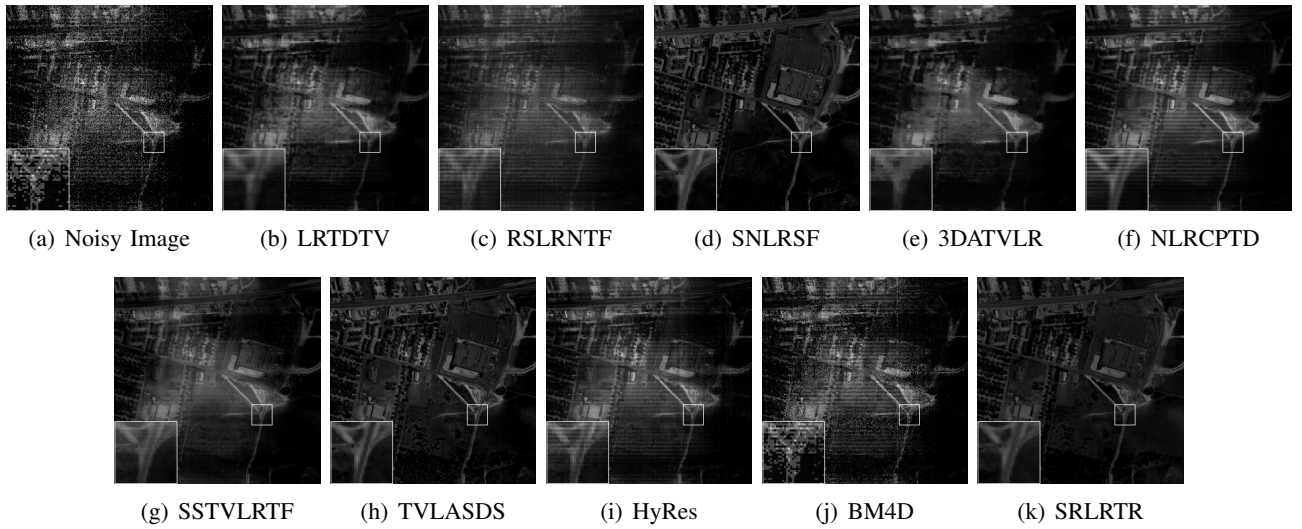 (a) Noisy Image (b) LRTDTV (c) RSLRNTF (d) SNLRSF (e) 3DATVLR (f) NLRCPTD
(g) SSTVLRTF (h) TVLASDS (i) HyRes (j) BM4D (k) SRLRTR